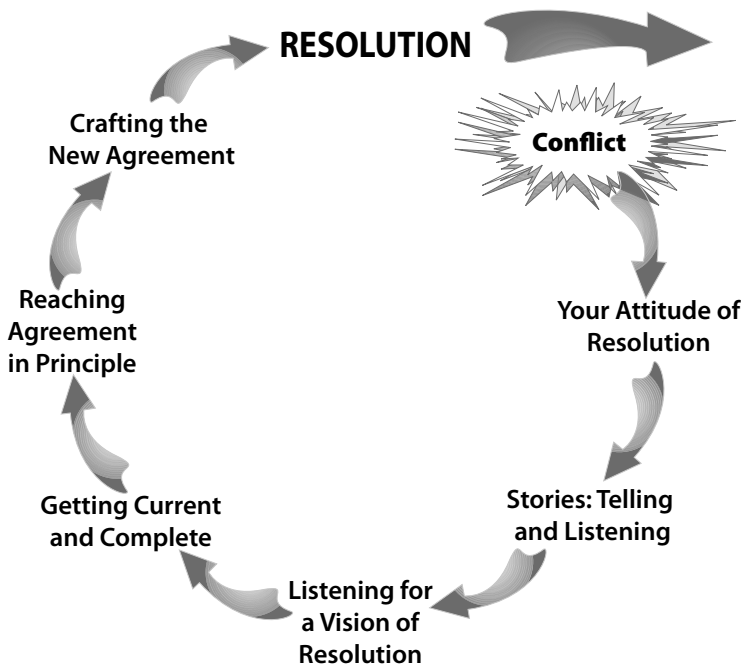 RESOLUTION
Conflict
Your Attitude of
Resolution
Stories: Telling
and Listening
Listening for
a Vision of
Resolution
Getting Current
and Complete
Reaching
Agreement
in Principle
Crafting the
New Agreement